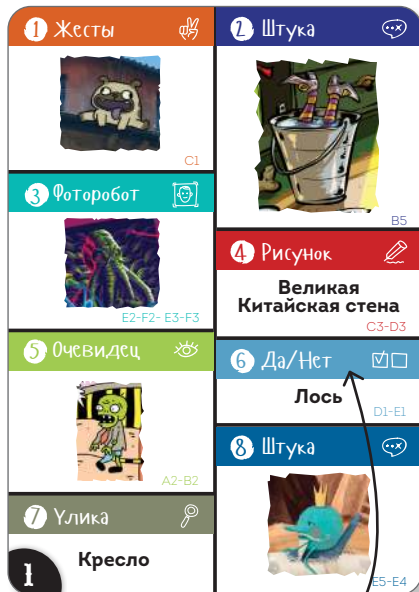 1 Жесты
C1
2 Штука
B5
3 Фоторобот
E2-F2- E3-F3
4 Рисунок
Великая
Китайская стена
C3-D3
5 Очевидец
A2-B2
6 Да/Нет
Лось
D1-E1
7 Улика
Кресло
8 Штука
E5-E4
1